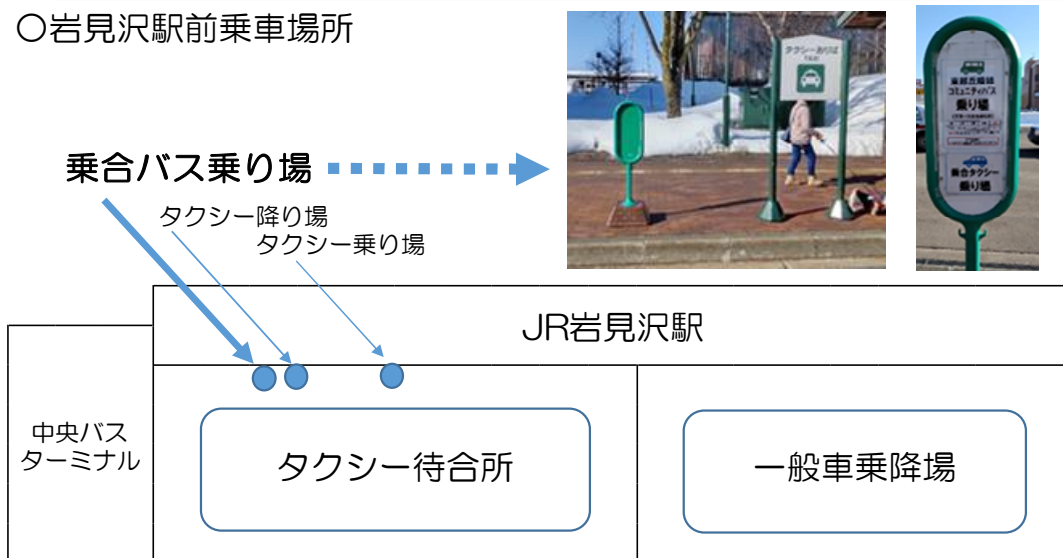 〇岩見沢駅前乗車場所
乗合バス乗り場
タクシー降り場
タクシー乗り場
タクシーのりば
TAXI
コミュニティバス
乗り場
乗合タクシー
乗り場
JR岩見沢駅
中央バス
ターミナル
タクシー待合所
一般車乗降場